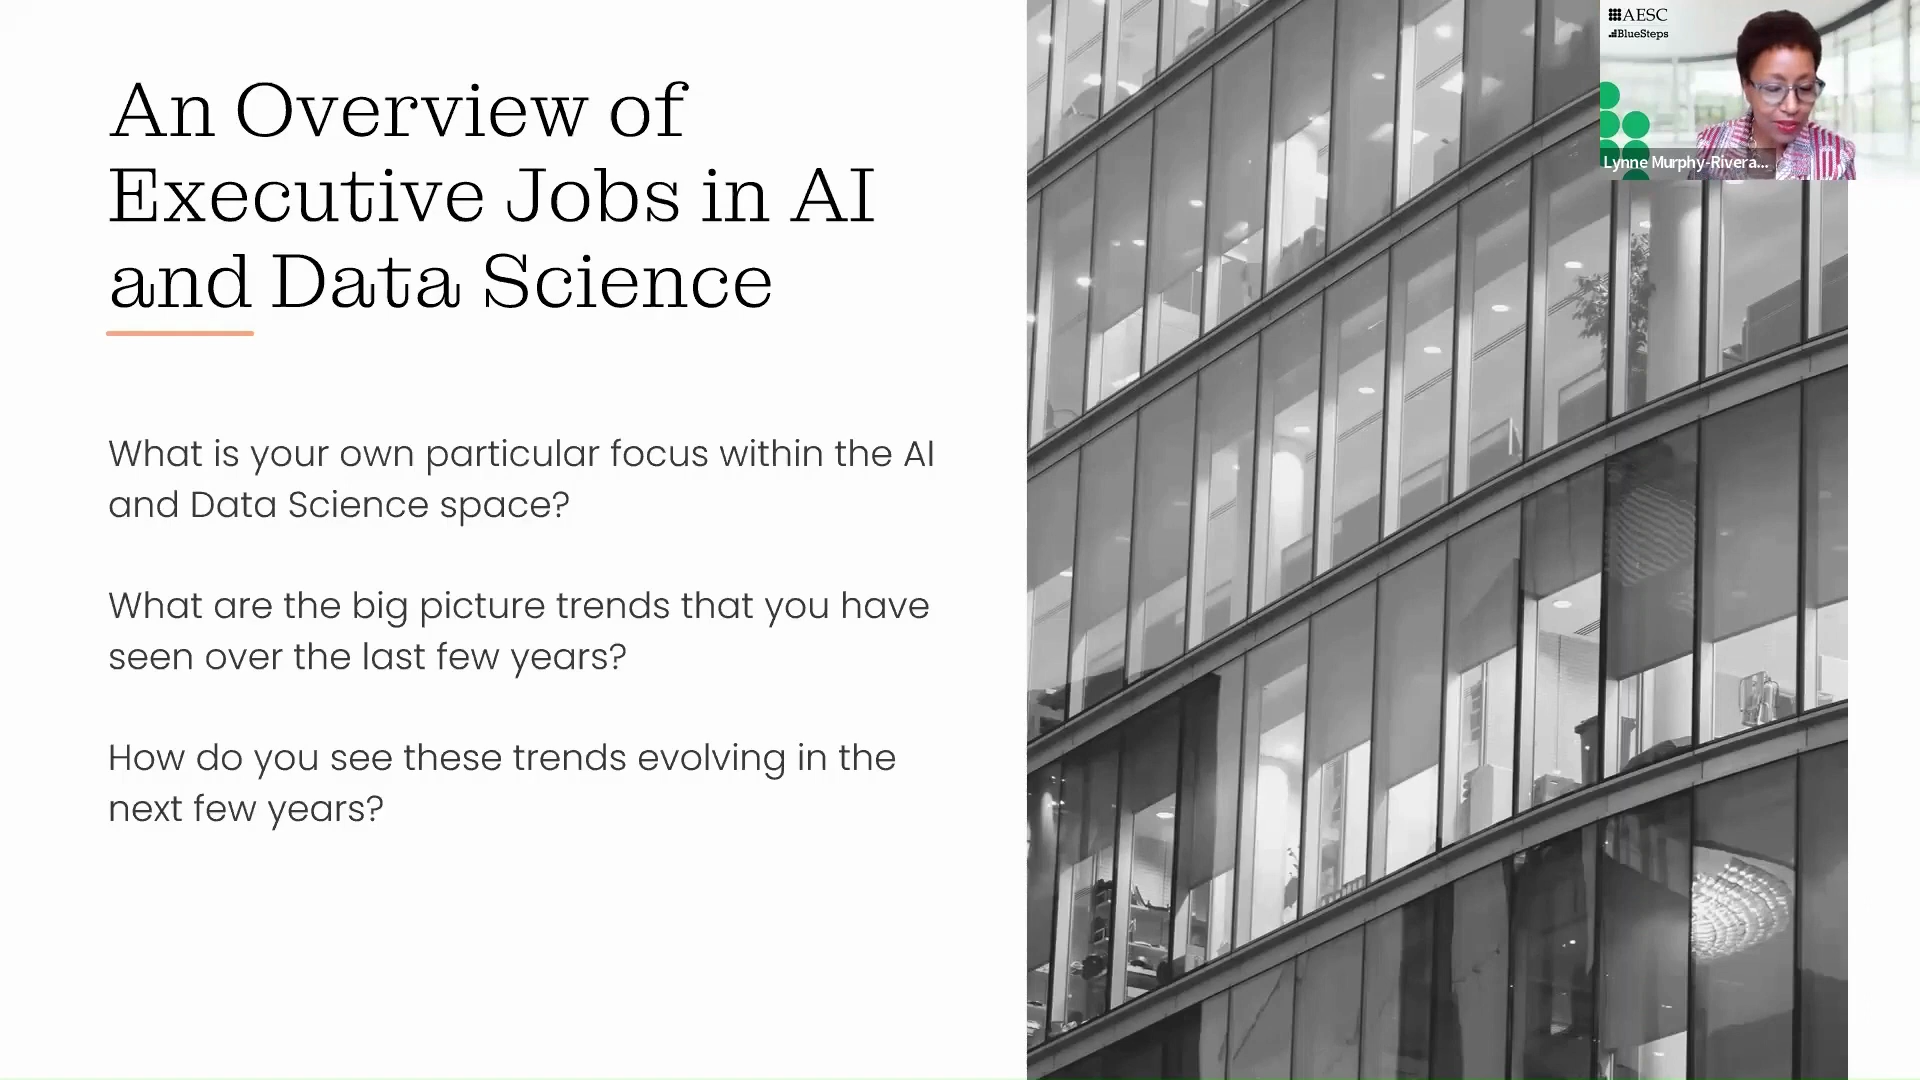 An Overview of
Executive Jobs in AI
and Data Science
What is your own particular focus within the AI
and Data Science space?
What are the big picture trends that you have
seen over the last few years?
How do you see these trends evolving in the
next few years?
AESC
BlueSteps
Lynne Murphy-Rivera...